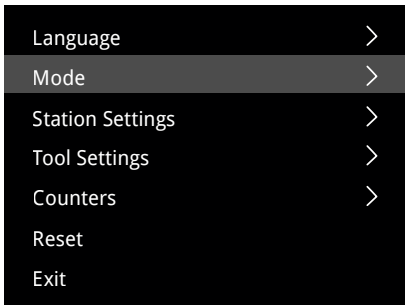 Language
Mode
Station Settings
Tool Settings
Counters
Reset
Exit